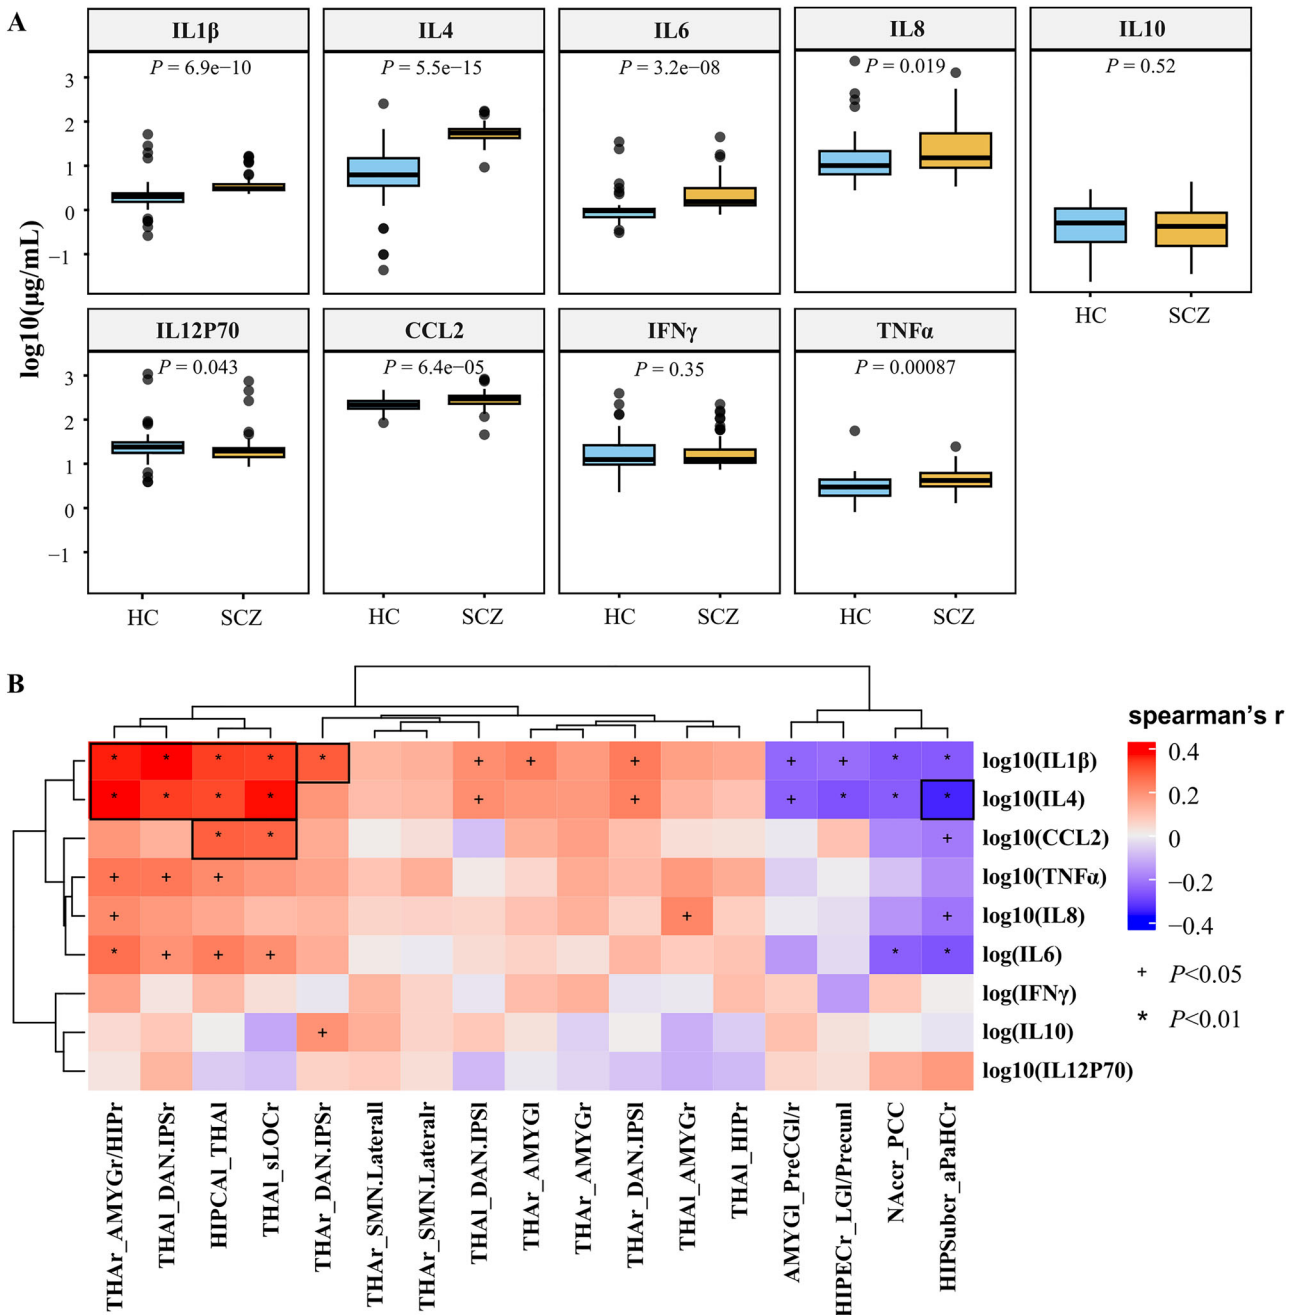 A
IL1β
IL4
IL6
IL8
IL10
P = 6.9e−10
P = 5.5e−15
P = 3.2e−08
P = 0.019
P = 0.52
3
2
1
0
−1
log10(μg/mL)
HC
SCZ
IL12P70
CCL2
IFNγ
TNFα
P = 0.043
P = 6.4e−05
P = 0.35
P = 0.00087
3
2
1
0
−1
HC
SCZ
HC
SCZ
HC
SCZ
HC
SCZ
B
* * * * * + + * + + + * *
log10(IL1β)
* * * * + + + * * *
log10(IL4)
* * +
log10(CCL2)
+ + +
log10(TNFα)
+ + +
log10(IL8)
* + + + * *
log(IL6)
log(IFNγ)
+
log(IL10)
log10(IL12P70)
THAr_AMYGr/HIPr
THAl_DAN.IPSr
HIPCAl_THAl
THAl_sLOCr
THAr_DAN.IPSr
THAr_SMN.Laterall
THAr_SMN.Lateralr
THAl_DAN.IPSl
THAr_AMYGl
THAr_AMYGr
THAr_DAN.IPSl
THAl_AMYGr
THAl_HIPr
AMYGl_PreCGl/r
HIPECr_LGl/Precunl
NAccr_PCC
HIPSubcr_aPaHCr
spearman's r
0.4
0.2
0
−0.2
−0.4
+ P<0.05
* P<0.01